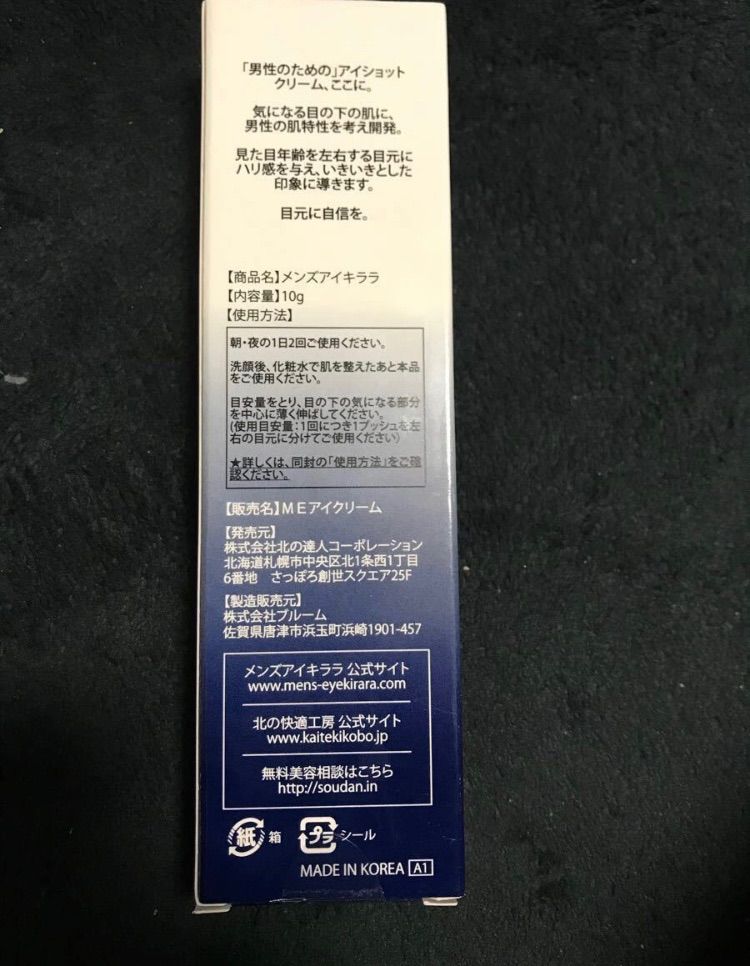 「男性のための」アイショット
クリーム、ここに。
気になる目の下の肌に、
男性の肌特性を考え開発。
見た目年齢を左右する目元に
ハリ感を与え、いきいきとした
印象に導きます。
目元に自信を。
【商品名】メンズアイキララ
【内容量】10g
【使用方法】
朝・夜の1日2回ご使用ください。
洗顔後、化粧水で肌を整えたあと本品
をご使用ください。
目安量をとり、目の下の気になる部分
を中心に薄く伸ばしてください。
(使用目安量:1回につき1プッシュを左
右の目元に分けてご使用ください)
★詳しくは、同封の「使用方法」をご確
認ください。
【販売名】MEアイクリーム
【発売元】
株式会社北の達人コーポレーション
北海道札幌市中央区北1条西1丁目
6番地 さっぽろ創世スクエア25F
【製造販売元】
株式会社ブルーム
佐賀県唐津市浜玉町浜崎1901-457
メンズアイキララ 公式サイト
www.mens-eyekirara.com
北の快適工房 公式サイト
www.kaitekikobo.jp
無料美容相談はこちら
http://soudan.in
紙 箱 プラ シール
MADE IN KOREA A1